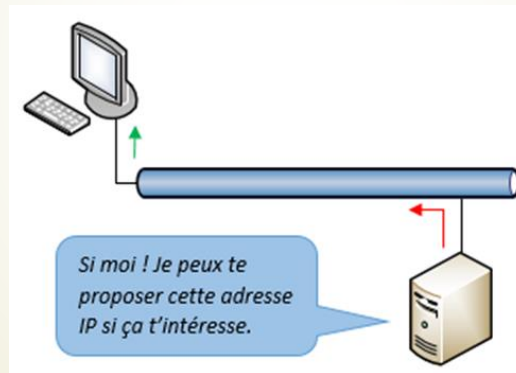 Si moi ! Je peux te
proposer cette adresse
IP si ça t’intéresse.